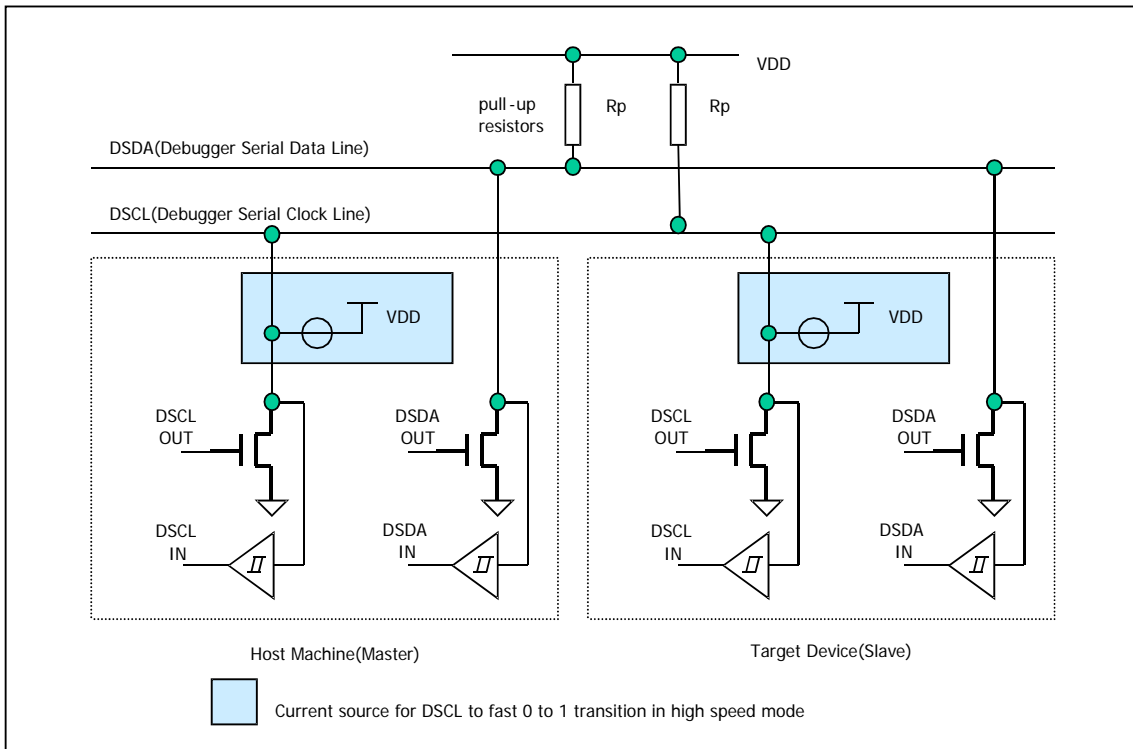 VDD
pull-up Rp Rp
resistors
DSDA(Debugger Serial Data Line)
DSCL(Debugger Serial Clock Line)
VDD VDD
DSCL DSDA DSCL DSDA
OUT OUT OUT OUT
DSCL DSDA DSCL DSDA
IN IN IN IN
Host Machine(Master) Target Device(Slave)
Current source for DSCL to fast 0 to 1 transition in high speed mode